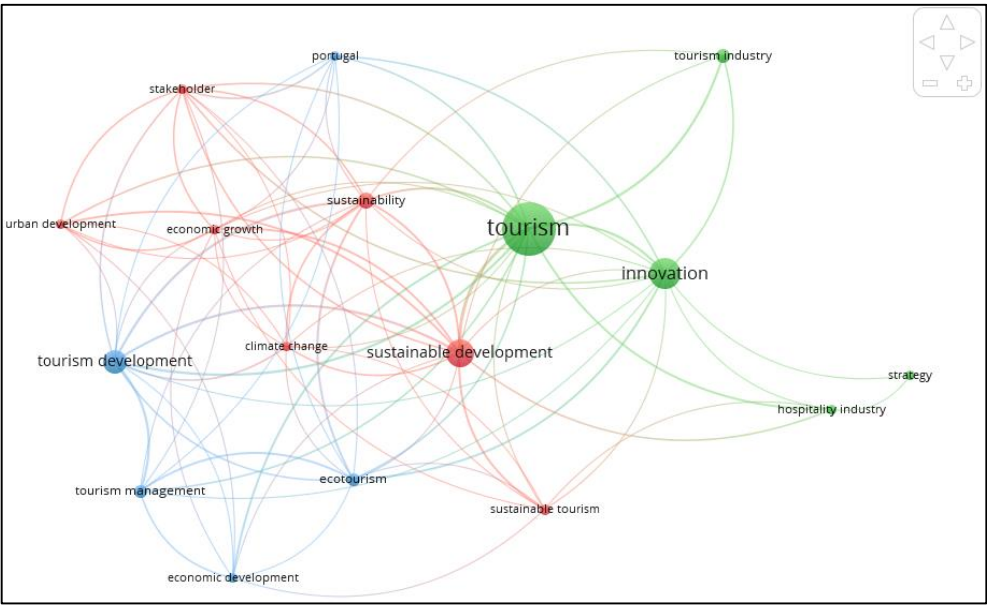 portugal
tourism industry
stakeholder
sustainability
urban development
economic growth
tourism
innovation
climate change
sustainable development
tourism development
strategy
hospitality industry
ecotourism
tourism management
sustainable tourism
economic development